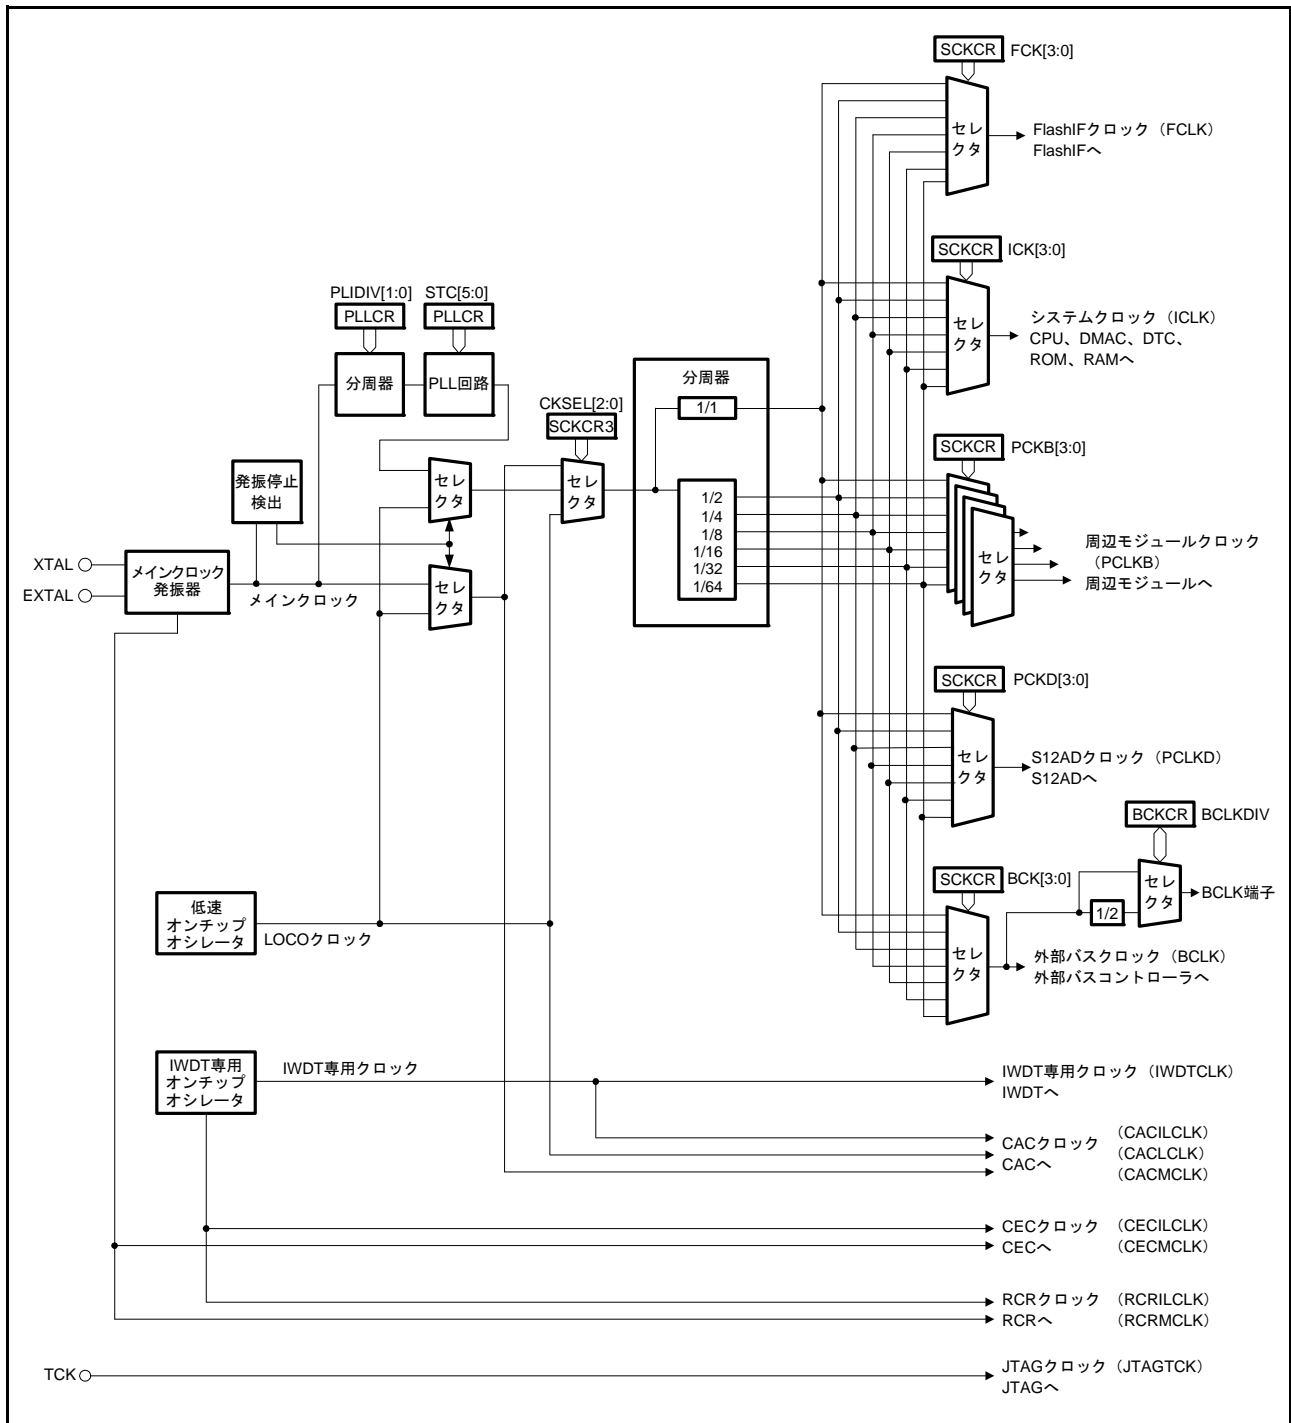 SCKCR FCK[3:0]
セレ
クタ
FlashIFクロック（FCLK）
FlashIFへ
SCKCR ICK[3:0]
セレ
クタ
システムクロック（ICLK）
CPU、DMAC、DTC、
ROM、RAMへ
PLIDIV[1:0] STC[5:0]
PLLCR PLLCR
分周器 PLL回路
分周器
1/1
CKSEL[2:0]
SCKCR3
セレ
クタ
1/2
1/4
1/8
1/16
1/32
1/64
SCKCR PCKB[3:0]
セレ
クタ
周辺モジュールクロック
（PCLKB）
周辺モジュールへ
発振停止
検出
セレ
クタ
セレ
クタ
XTAL
EXTAL
メインクロック
発振器
メインクロック
SCKCR PCKD[3:0]
セレ
クタ
S12ADクロック（PCLKD）
S12ADへ
BCKCR BCLKDIV
セレ
クタ
1/2
BCLK端子
SCKCR BCK[3:0]
セレ
クタ
外部バスクロック（BCLK）
外部バスコントローラへ
低速
オンチップ
オシレータ
LOCOクロック
IWDT専用
オンチップ
オシレータ
IWDT専用クロック
IWDT専用クロック（IWDTCLK）
IWDTへ
CACクロック （CACILCLK）
（CACLCLK）
CACへ （CACMCLK）
CECクロック （CECILCLK）
CECへ （CECMCLK）
RCRクロック （RCRILCLK）
RCRへ （RCRMCLK）
TCK
JTAGクロック（JTAGTCK）
JTAGへ